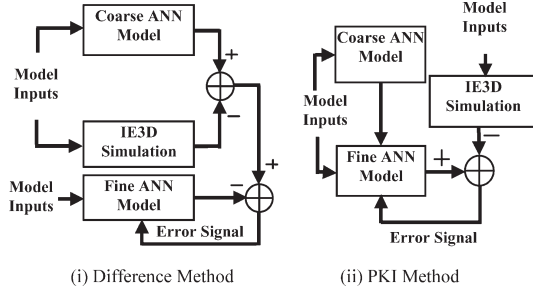 Coarse ANN
Model
+
Model
Inputs
−
IE3D
Simulation
+
Model
Inputs
Fine ANN
Model
−
Error Signal
(i) Difference Method
Model
Inputs
Coarse ANN
Model
Model
Inputs
IE3D
Simulation
−
Fine ANN
Model
+
Error Signal
(ii) PKI Method